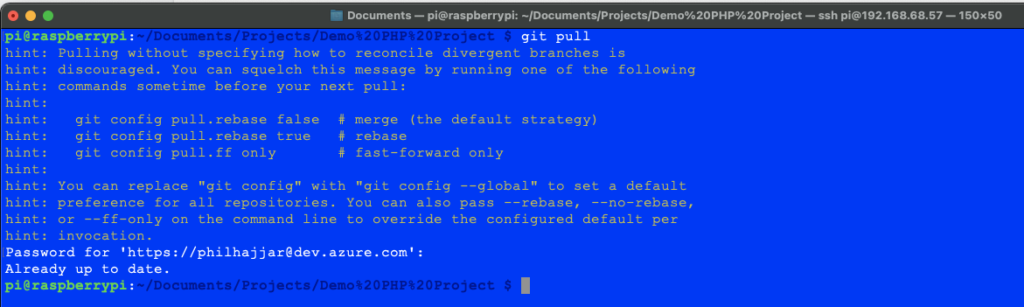 Documents — pi@raspberrypi: ~/Documents/Projects/Demo%20PHP%20Project — ssh pi@192.168.68.57 — 150×50
pi@raspberrypi:~/Documents/Projects/Demo%20PHP%20Project $ git pull
hint: Pulling without specifying how to reconcile divergent branches is
hint: discouraged. You can squelch this message by running one of the following
hint: commands sometime before your next pull:
hint:
hint:   git config pull.rebase false  # merge (the default strategy)
hint:   git config pull.rebase true   # rebase
hint:   git config pull.ff only       # fast-forward only
hint:
hint: You can replace "git config" with "git config --global" to set a default
hint: preference for all repositories. You can also pass --rebase, --no-rebase,
hint: or --ff-only on the command line to override the configured default per
hint: invocation.
Password for 'https://philhajjar@dev.azure.com':
Already up to date.
pi@raspberrypi:~/Documents/Projects/Demo%20PHP%20Project $